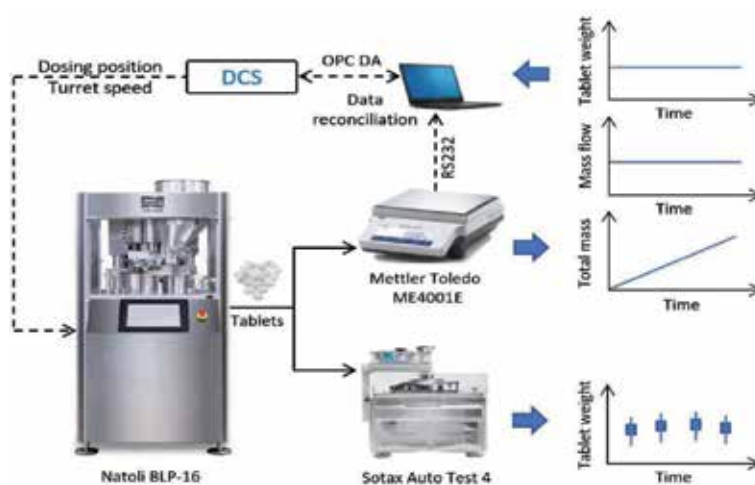 Dosing position
Turret speed
DCS
OPC DA
Data
reconciliation
RS232
Tablet weight
Time
Mass flow
Time
Total mass
Time
Mettler Toledo
ME4001E
Tablets
Natoli BLP-16
Sotax Auto Test 4
Tablet weight
Time